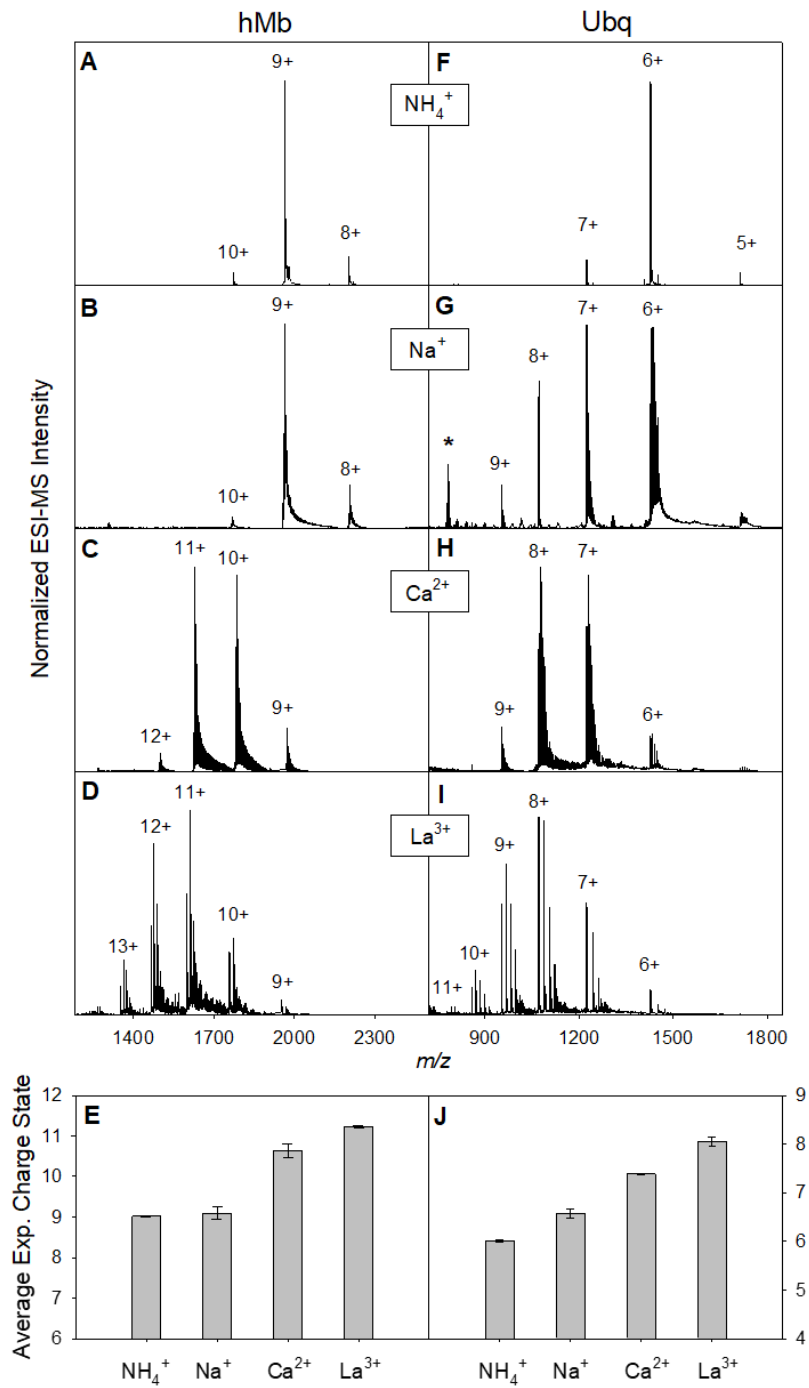 hMb
Ubq
A
9+
10+
8+
NH₄⁺
F
6+
7+
5+
B
9+
10+
8+
Na⁺
G
7+
6+
8+
*
9+
C
11+
10+
12+
9+
Ca²⁺
H
8+
7+
9+
6+
D
11+
12+
10+
13+
9+
La³⁺
I
8+
9+
7+
10+
11+
6+
Normalized ESI-MS Intensity
1400 1700 2000 2300
900 1200 1500 1800
m/z
Average Exp. Charge State
E
12
11
10
9
8
7
6
NH₄⁺ Na⁺ Ca²⁺ La³⁺
J
9
8
7
6
5
4
NH₄⁺ Na⁺ Ca²⁺ La³⁺